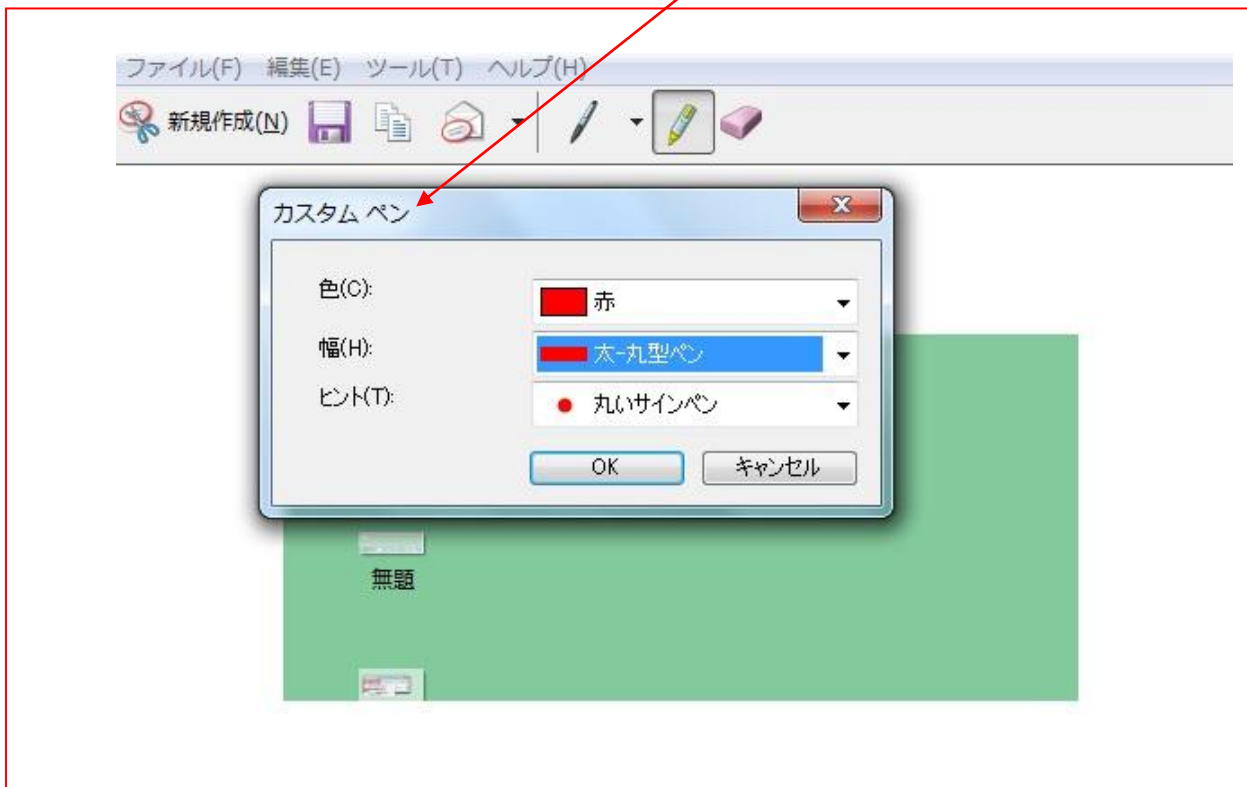 ファイル(F) 編集(E) ツール(T) ヘルプ(H)
新規作成(N)
カスタム ペン
色(C):
赤
幅(H):
太-丸型ペン
ヒント(T):
丸いサインペン
OK
キャンセル
無題